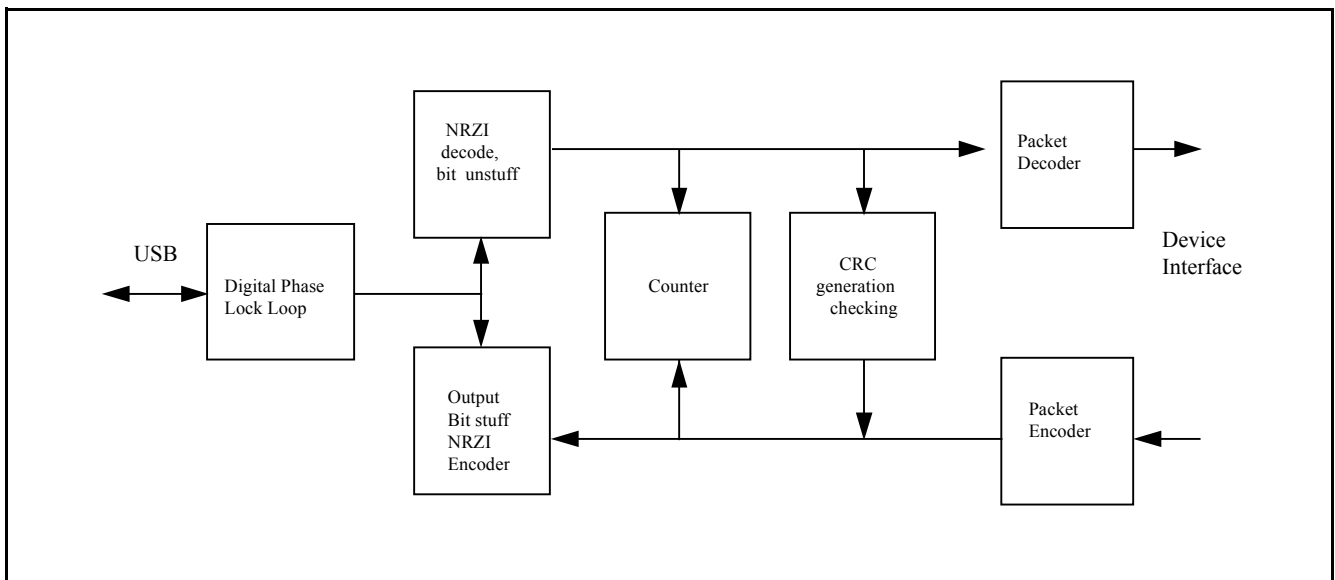 NRZI
decode,
bit unstuff
Packet
Decoder
USB
Digital Phase
Lock Loop
Counter
CRC
generation
checking
Device
Interface
Output
Bit stuff
NRZI
Encoder
Packet
Encoder